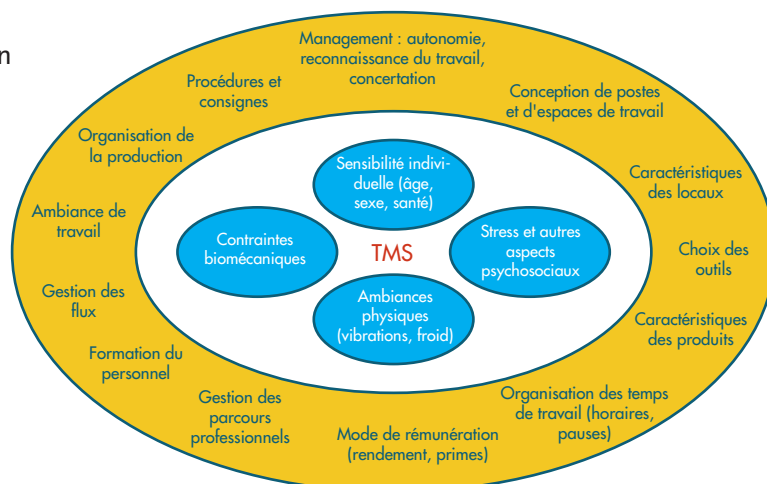 n
Management : autonomie,
reconnaissance du travail,
concertation
Procédures et
consignes
Conception de postes
et d'espaces de travail
Organisation de
la production
Sensibilité indivi-
duelle (âge,
sexe, santé)
Caractéristiques
des locaux
Ambiance de
travail
Contraintes
biomécaniques
TMS
Stress et autres
aspects
psychosociaux
Choix des
outils
Gestion des
flux
Ambiances
physiques
(vibrations, froid)
Caractéristiques
des produits
Formation du
personnel
Gestion des
parcours
professionnels
Mode de rémunération
(rendement, primes)
Organisation des temps
de travail (horaires,
pauses)